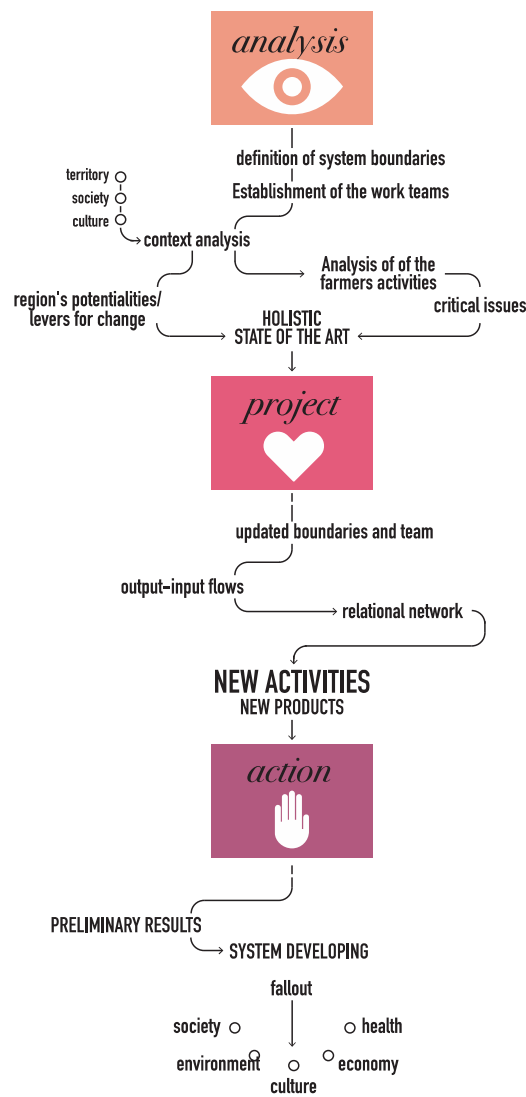 analysis
definition of system boundaries
Establishment of the work teams
territory
society
culture
context analysis
Analysis of of the
farmers activities
region's potentialities/
levers for change
critical issues
HOLISTIC
STATE OF THE ART
project
updated boundaries and team
output–input flows
relational network
NEW ACTIVITIES
NEW PRODUCTS
action
PRELIMINARY RESULTS
SYSTEM DEVELOPING
fallout
society
health
environment
economy
culture